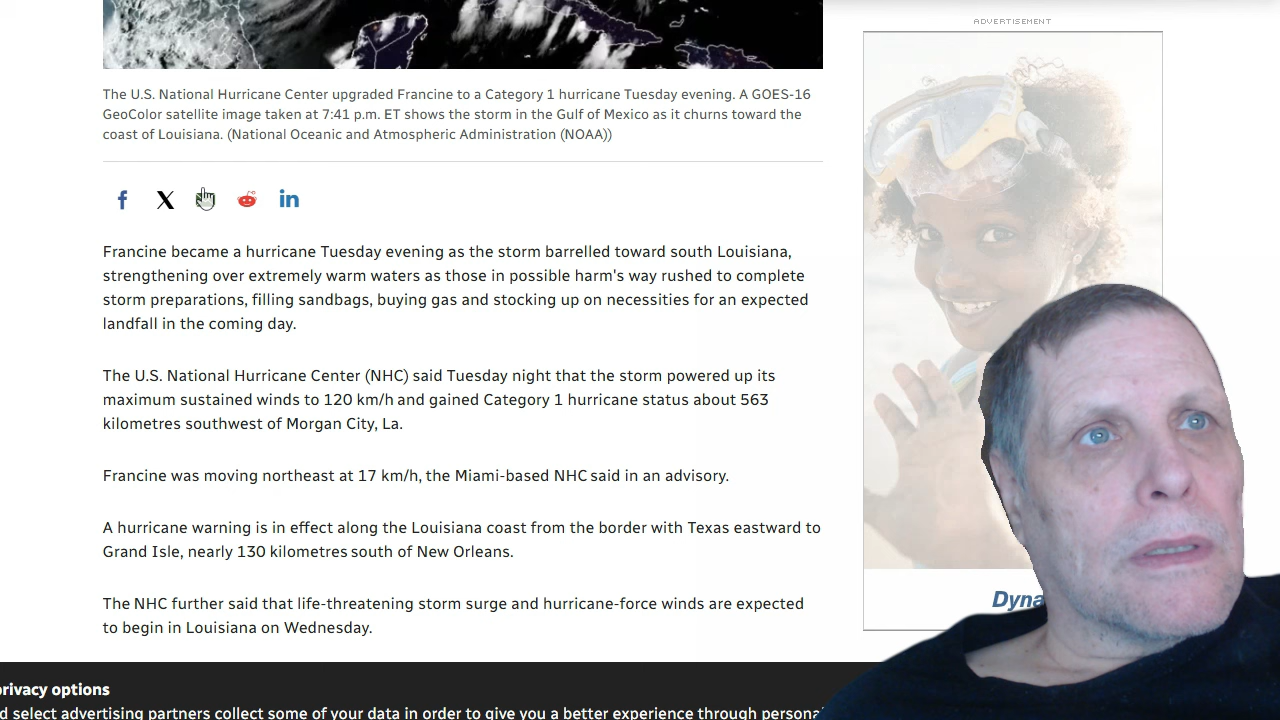 ADVERTISEMENT
The U.S. National Hurricane Center upgraded Francine to a Category 1 hurricane Tuesday evening. A GOES-16
GeoColor satellite image taken at 7:41 p.m. ET shows the storm in the Gulf of Mexico as it churns toward the
coast of Louisiana. (National Oceanic and Atmospheric Administration (NOAA))
Francine became a hurricane Tuesday evening as the storm barrelled toward south Louisiana,
strengthening over extremely warm waters as those in possible harm's way rushed to complete
storm preparations, filling sandbags, buying gas and stocking up on necessities for an expected
landfall in the coming day.
The U.S. National Hurricane Center (NHC) said Tuesday night that the storm powered up its
maximum sustained winds to 120 km/h and gained Category 1 hurricane status about 563
kilometres southwest of Morgan City, La.
Francine was moving northeast at 17 km/h, the Miami-based NHC said in an advisory.
A hurricane warning is in effect along the Louisiana coast from the border with Texas eastward to
Grand Isle, nearly 130 kilometres south of New Orleans.
The NHC further said that life-threatening storm surge and hurricane-force winds are expected
to begin in Louisiana on Wednesday.
Dyna
privacy options
d select advertising partners collect some of your data in order to give you a better experience through persona